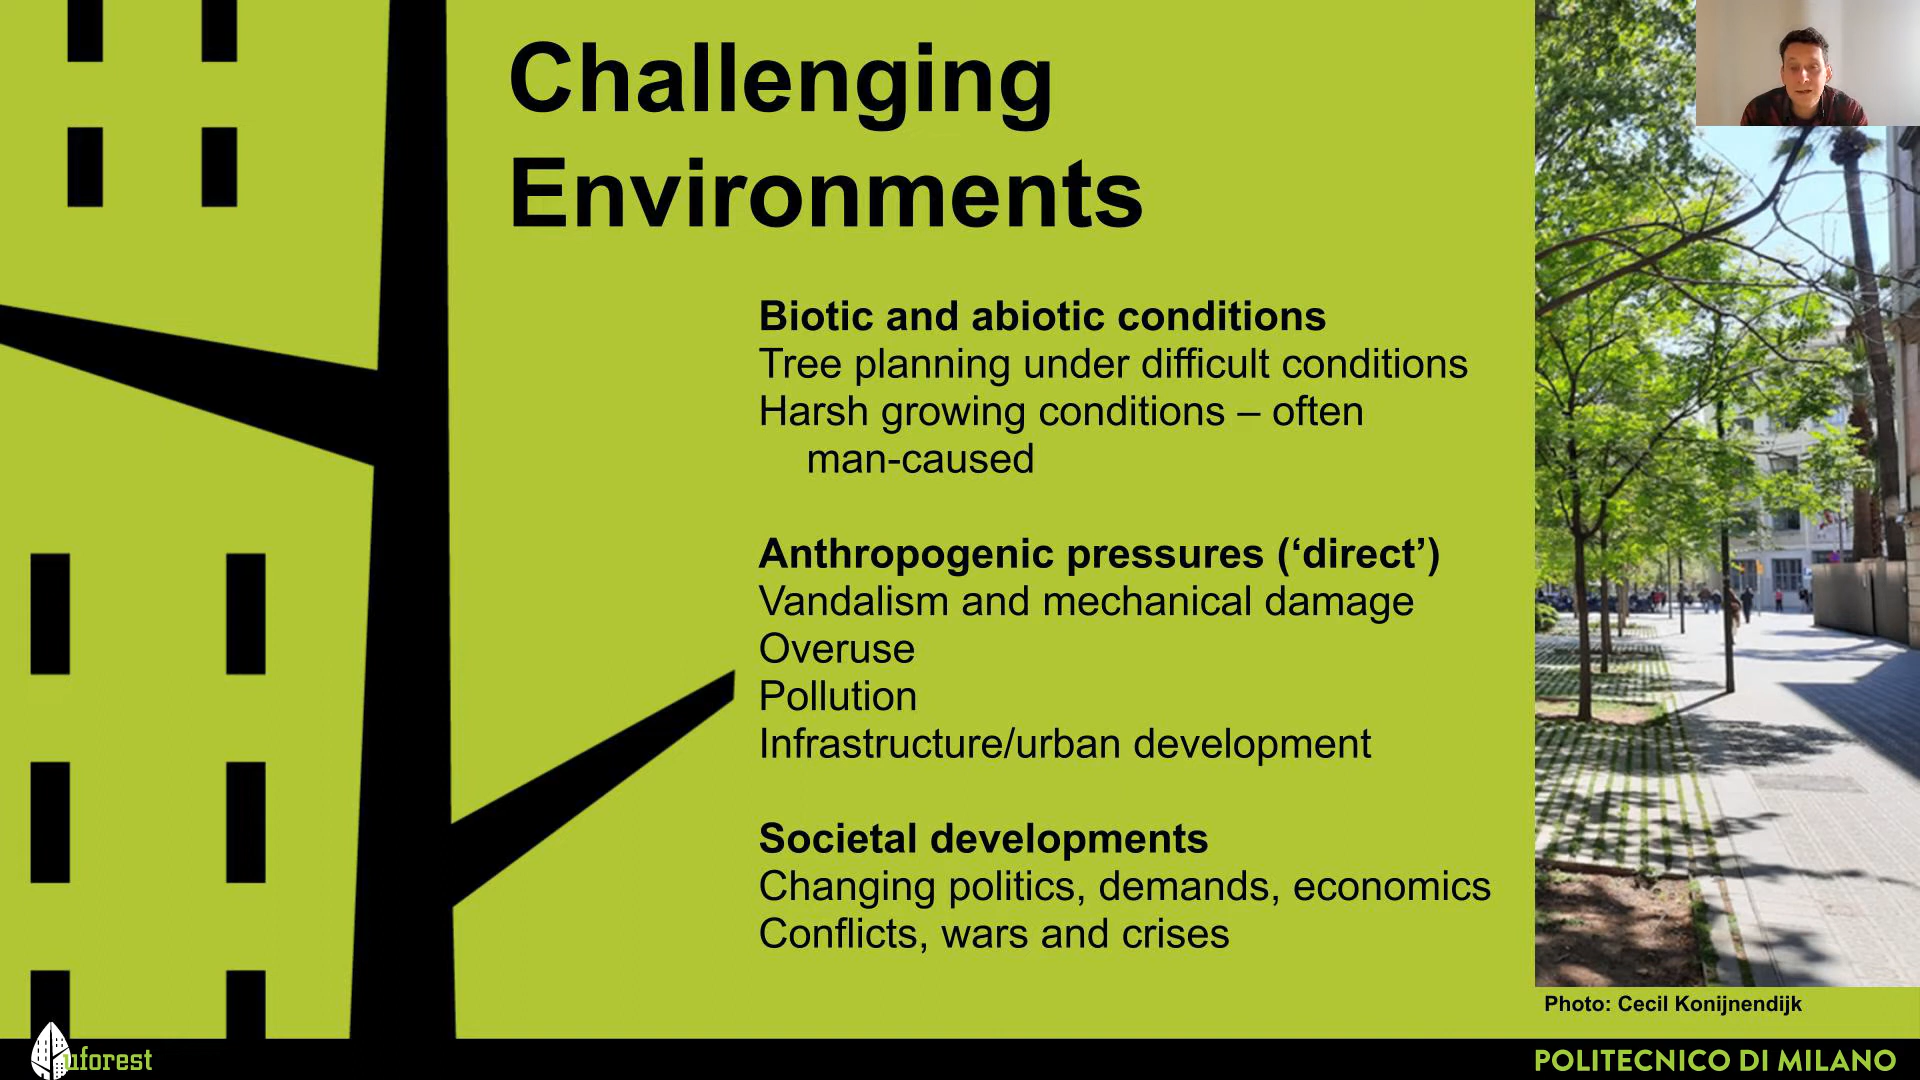 Challenging
Environments
Biotic and abiotic conditions
Tree planning under difficult conditions
Harsh growing conditions – often
man-caused
Anthropogenic pressures (‘direct’)
Vandalism and mechanical damage
Overuse
Pollution
Infrastructure/urban development
Societal developments
Changing politics, demands, economics
Conflicts, wars and crises
Photo: Cecil Konijnendijk
uforest
POLITECNICO DI MILANO